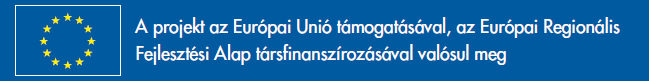 A projekt az Európai Unió támogatásával, az Európai Regionális
Fejlesztési Alap társfinanszírozásával valósul meg